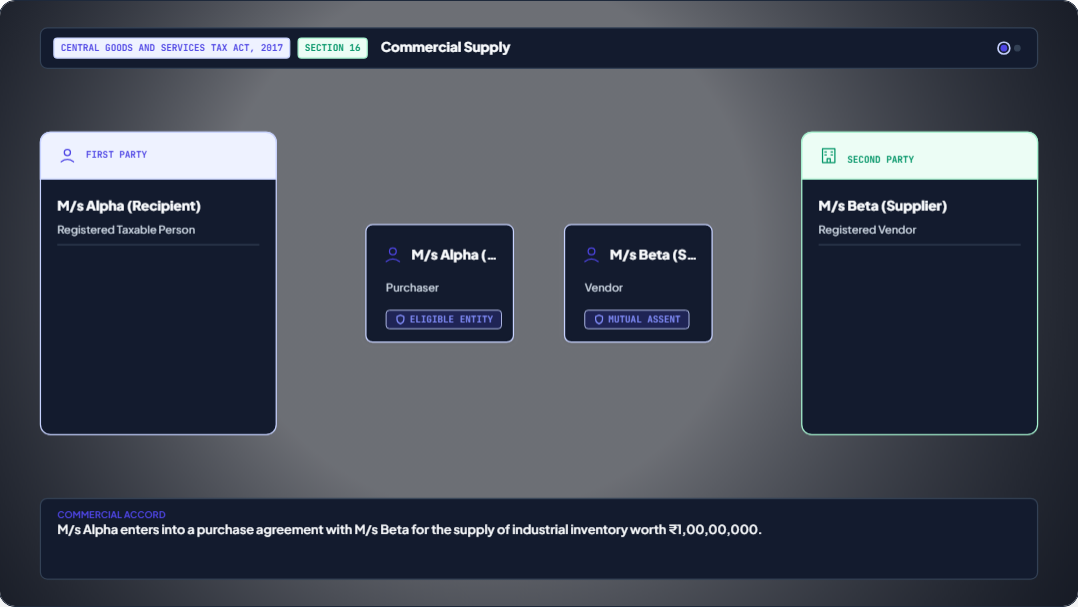 CENTRAL GOODS AND SERVICES TAX ACT, 2017 SECTION 16 Commercial Supply
FIRST PARTY
M/s Alpha (Recipient)
Registered Taxable Person
M/s Alpha (...
Purchaser
ELIGIBLE ENTITY
M/s Beta (S...
Vendor
MUTUAL ASSENT
SECOND PARTY
M/s Beta (Supplier)
Registered Vendor
COMMERCIAL ACCORD
M/s Alpha enters into a purchase agreement with M/s Beta for the supply of industrial inventory worth ₹1,00,00,000.